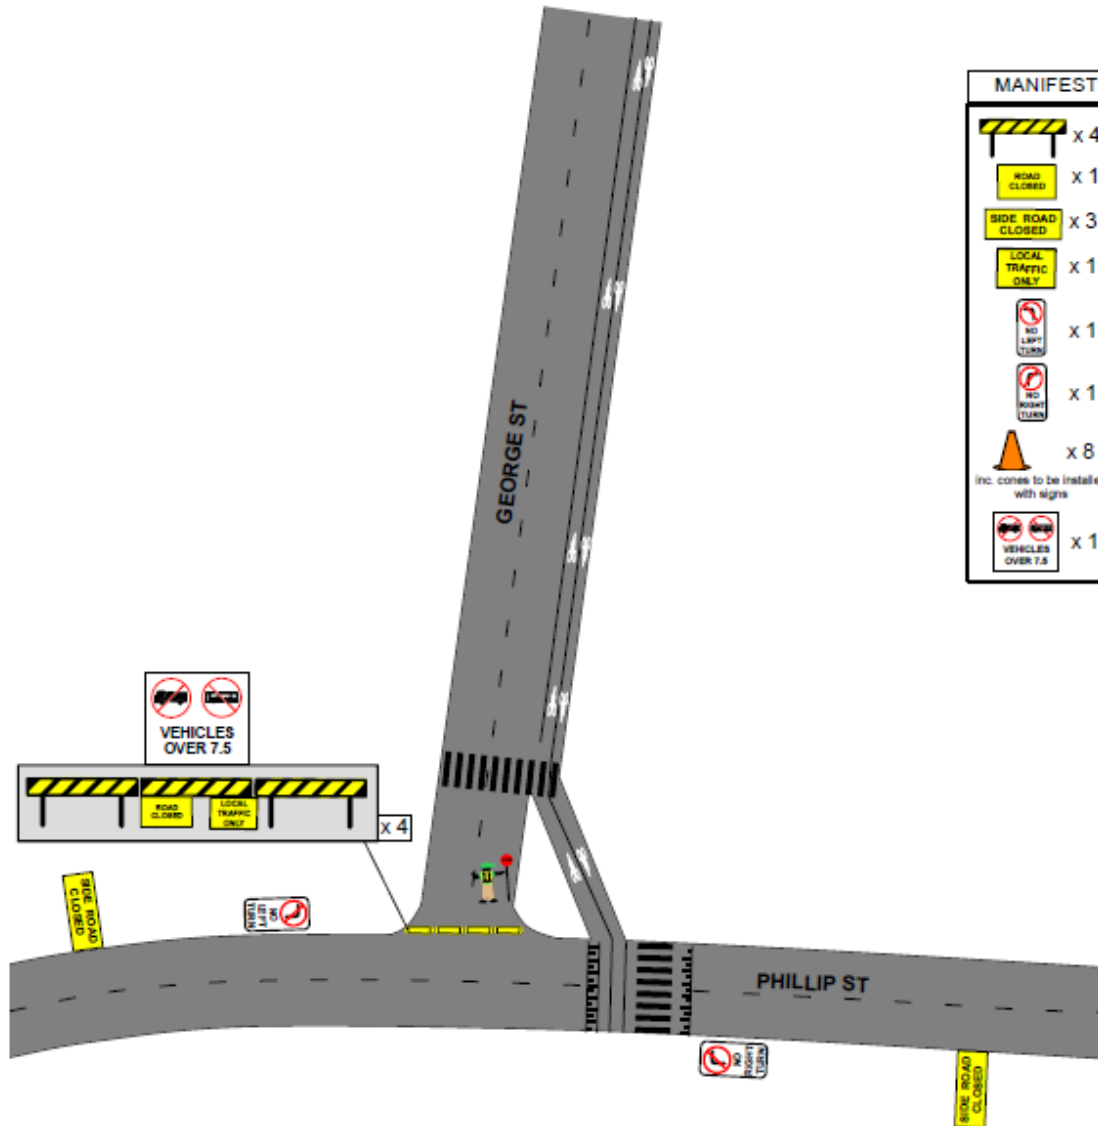 MANIFEST
x 4
ROAD
CLOSED
x 1
SIDE ROAD
CLOSED
x 3
LOCAL
TRAFFIC
ONLY
x 1
NO
LEFT
TURN
x 1
NO
RIGHT
TURN
x 1
x 8
Inc. cones to be installe
with signs
VEHICLES
OVER 7.5
x 1
GEORGE ST
VEHICLES
OVER 7.5
ROAD
CLOSED
LOCAL
TRAFFIC
ONLY
x 4
SIDE ROAD
CLOSED
NO
LEFT
TURN
PHILLIP ST
NO
RIGHT
TURN
SIDE ROAD
CLOSED